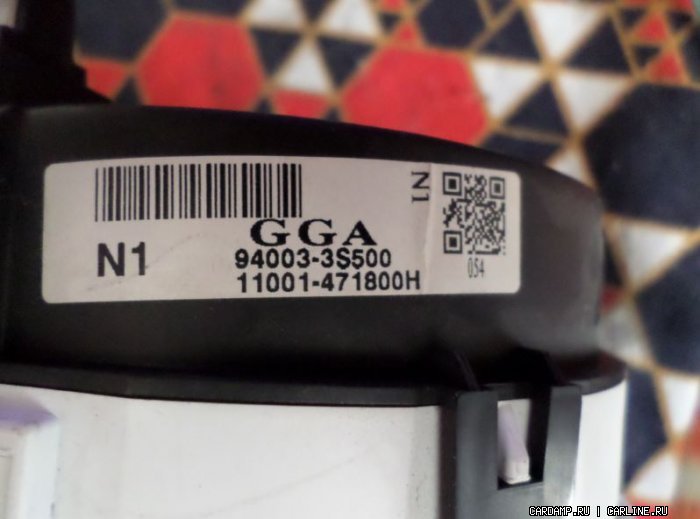 N1
GGA
N1
94003-3S500
11001-471800H
054
CARDAMP.RU | CARLINE.RU